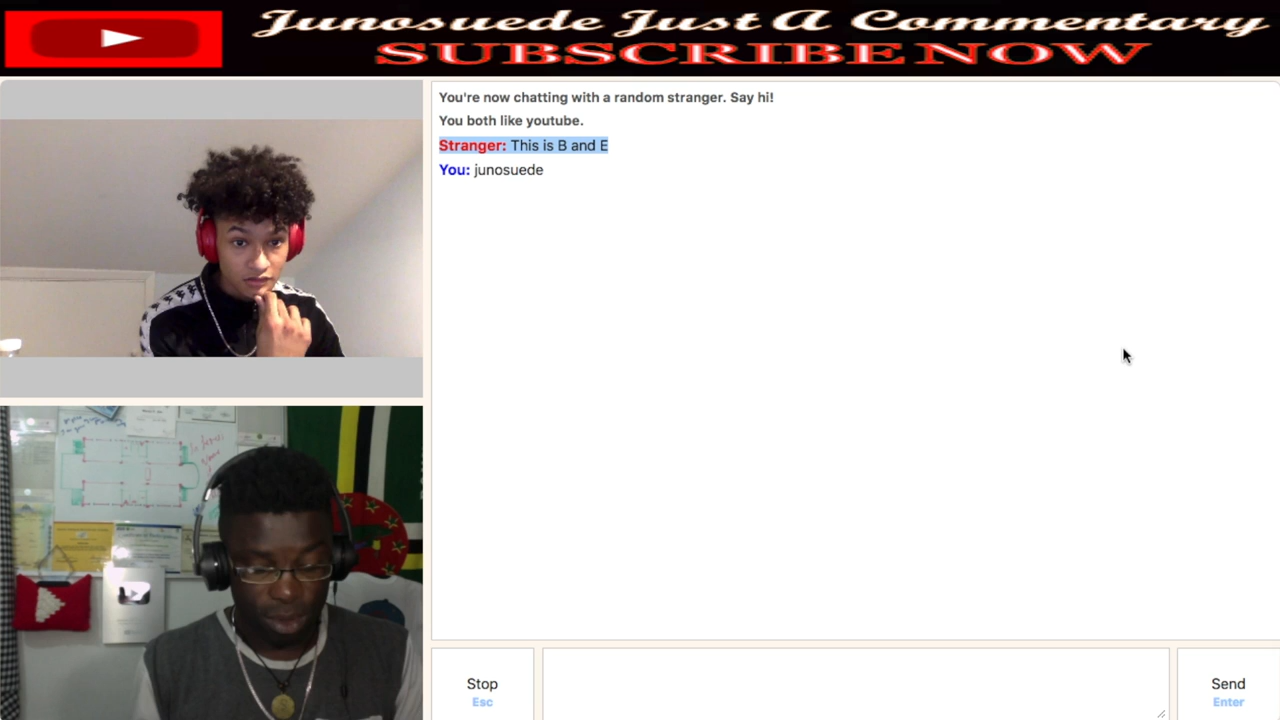 Junosuede Just A Commentary
SUBSCRIBE NOW
You're now chatting with a random stranger. Say hi!
You both like youtube.
Stranger: This is B and E
You: junosuede
Stop
Esc
Send
Enter